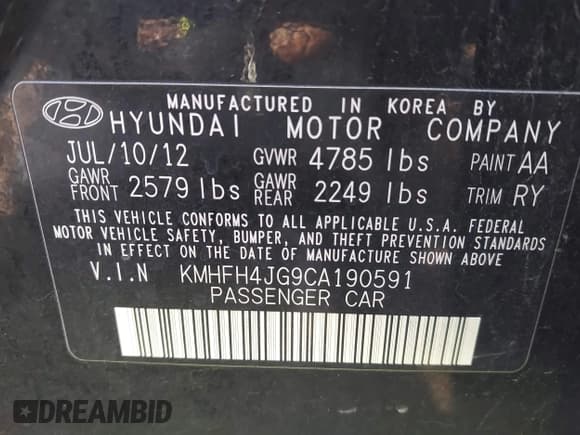 MANUFACTURED IN KOREA BY
HYUNDAI MOTOR COMPANY
JUL/10/12 GVWR 4785 lbs PAINT AA
GAWR FRONT 2579 lbs GAWR REAR 2249 lbs TRIM RY
THIS VEHICLE CONFORMS TO ALL APPLICABLE U.S.A. FEDERAL
MOTOR VEHICLE SAFETY, BUMPER, AND THEFT PREVENTION STANDARDS
IN EFFECT ON THE DATE OF MANUFACTURE SHOWN ABOVE.
V.I.N KMHFH4JG9CA190591
PASSENGER CAR
DREAMBID